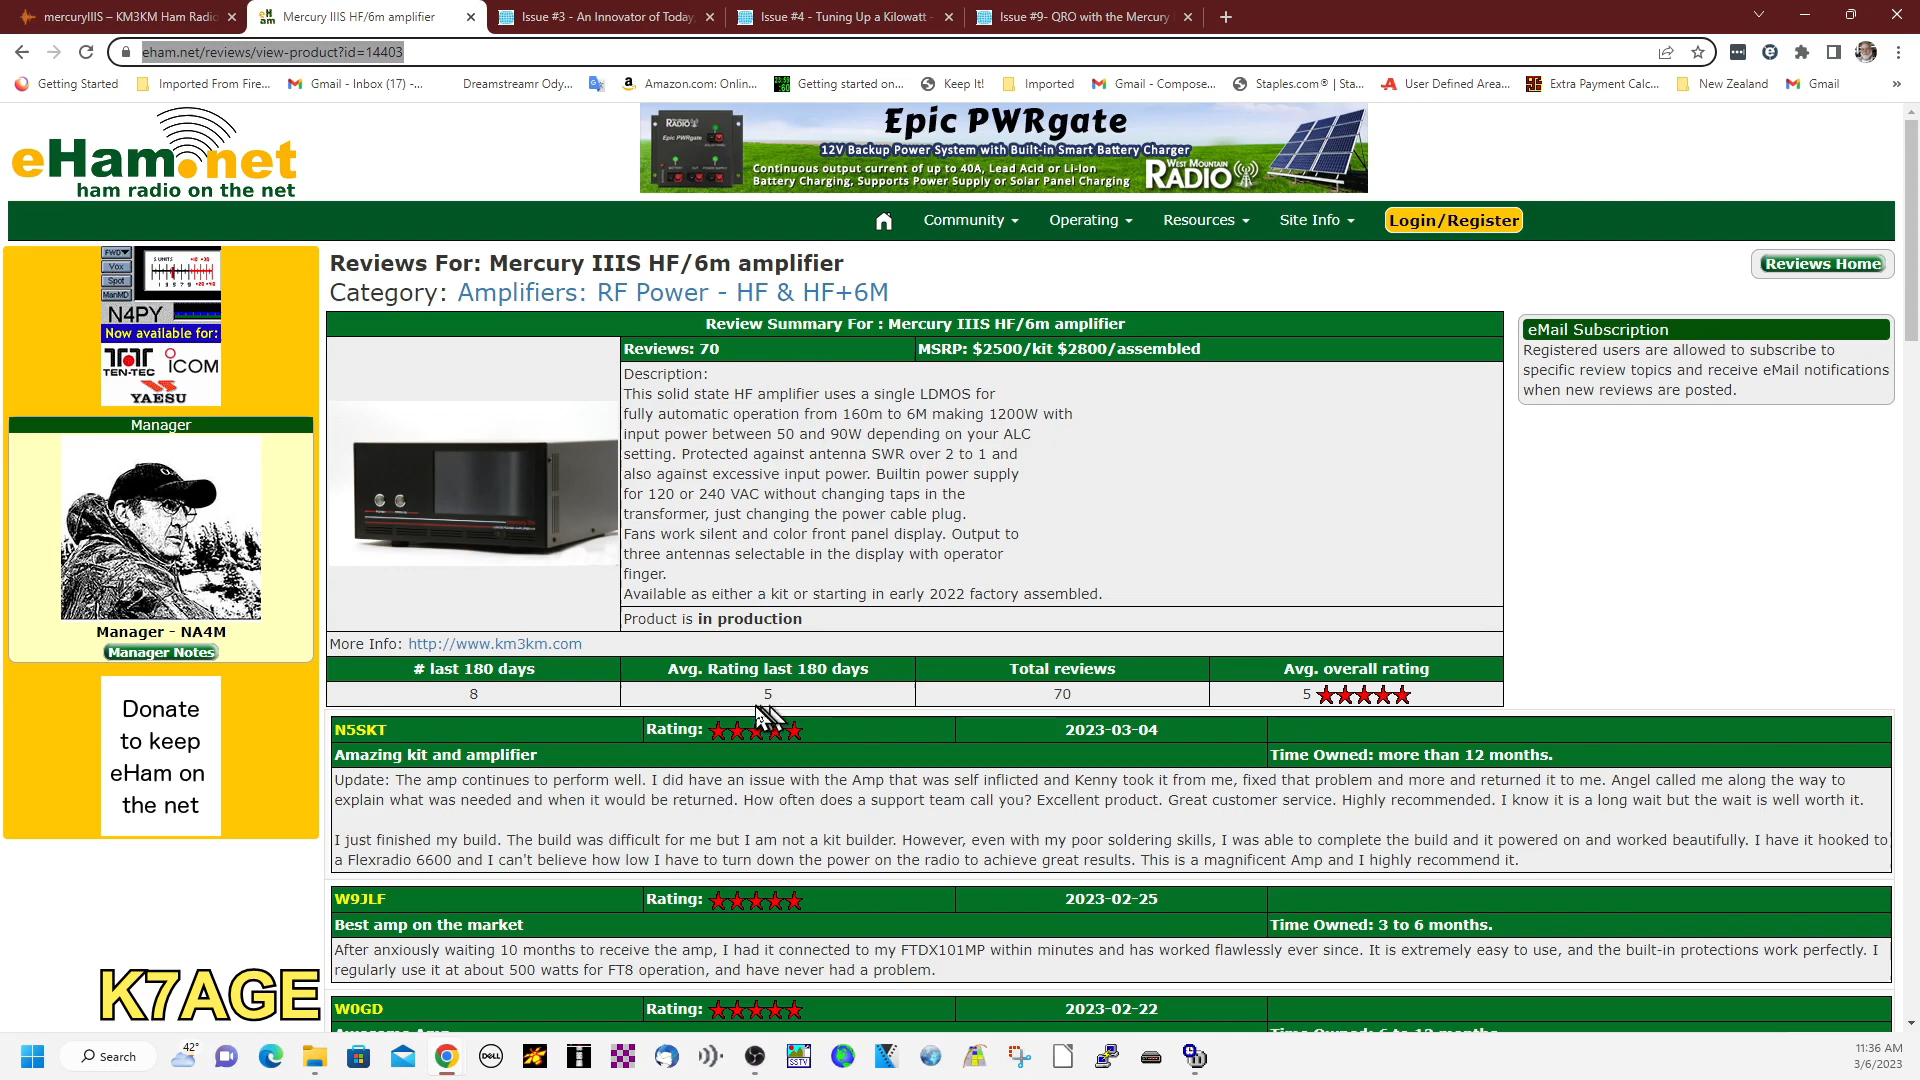 mercuryIIIS – KM3KM Ham Radi
Mercury IIIS HF/6m amplifier
Issue #3 - An Innovator of Today
Issue #4 - Tuning Up a Kilowatt -
Issue #9- QRO with the Mercury
eham.net/reviews/view-product?id=14403
Getting Started
Imported From Fire...
Gmail - Inbox (17) -...
Dreamstreamr Ody...
Amazon.com: Onlin...
Getting started on...
Keep It!
Imported
Gmail - Compose...
Staples.com® | Sta...
User Defined Area...
Extra Payment Calc...
New Zealand
Gmail
eHam.net
ham radio on the net
Epic PWRgate
12V Backup Power System with Built-in Smart Battery Charger
Continuous output current of up to 40A, Lead Acid or Li-Ion
Battery Charging, Supports Power Supply or Solar Panel Charging
WEST MOUNTAIN
RADIO
Community
Operating
Resources
Site Info
Login/Register
FWD
Vox
Spot
ManMD
N4PY
Now available for:
TEN-TEC
ICOM
YAESU
Manager
Manager - NA4M
Manager Notes
Donate
to keep
eHam on
the net
Reviews For: Mercury IIIS HF/6m amplifier
Category: Amplifiers: RF Power - HF & HF+6M
Reviews Home
Review Summary For : Mercury IIIS HF/6m amplifier
Reviews: 70
MSRP: $2500/kit $2800/assembled
Description:
This solid state HF amplifier uses a single LDMOS for
fully automatic operation from 160m to 6M making 1200W with
input power between 50 and 90W depending on your ALC
setting. Protected against antenna SWR over 2 to 1 and
also against excessive input power. Builtin power supply
for 120 or 240 VAC without changing taps in the
transformer, just changing the power cable plug.
Fans work silent and color front panel display. Output to
three antennas selectable in the display with operator
finger.
Available as either a kit or starting in early 2022 factory assembled.
Product is in production
More Info: http://www.km3km.com
# last 180 days
Avg. Rating last 180 days
Total reviews
Avg. overall rating
8
5
70
5
eMail Subscription
Registered users are allowed to subscribe to
specific review topics and receive eMail notifications
when new reviews are posted.
N5SKT
Rating:
2023-03-04
Amazing kit and amplifier
Time Owned: more than 12 months.
Update: The amp continues to perform well. I did have an issue with the Amp that was self inflicted and Kenny took it from me, fixed that problem and more and returned it to me. Angel called me along the way to
explain what was needed and when it would be returned. How often does a support team call you? Excellent product. Great customer service. Highly recommended. I know it is a long wait but the wait is well worth it.
I just finished my build. The build was difficult for me but I am not a kit builder. However, even with my poor soldering skills, I was able to complete the build and it powered on and worked beautifully. I have it hooked to
a Flexradio 6600 and I can't believe how low I have to turn down the power on the radio to achieve great results. This is a magnificent Amp and I highly recommend it.
W9JLF
Rating:
2023-02-25
Best amp on the market
Time Owned: 3 to 6 months.
After anxiously waiting 10 months to receive the amp, I had it connected to my FTDX101MP within minutes and has worked flawlessly ever since. It is extremely easy to use, and the built-in protections work perfectly. I
regularly use it at about 500 watts for FT8 operation, and have never had a problem.
W0GD
Rating:
2023-02-22
Awesome Amp
Time Owned: 6 to 12 months.
K7AGE
Search
42°
DELL
SSTV
11:36 AM
3/6/2023